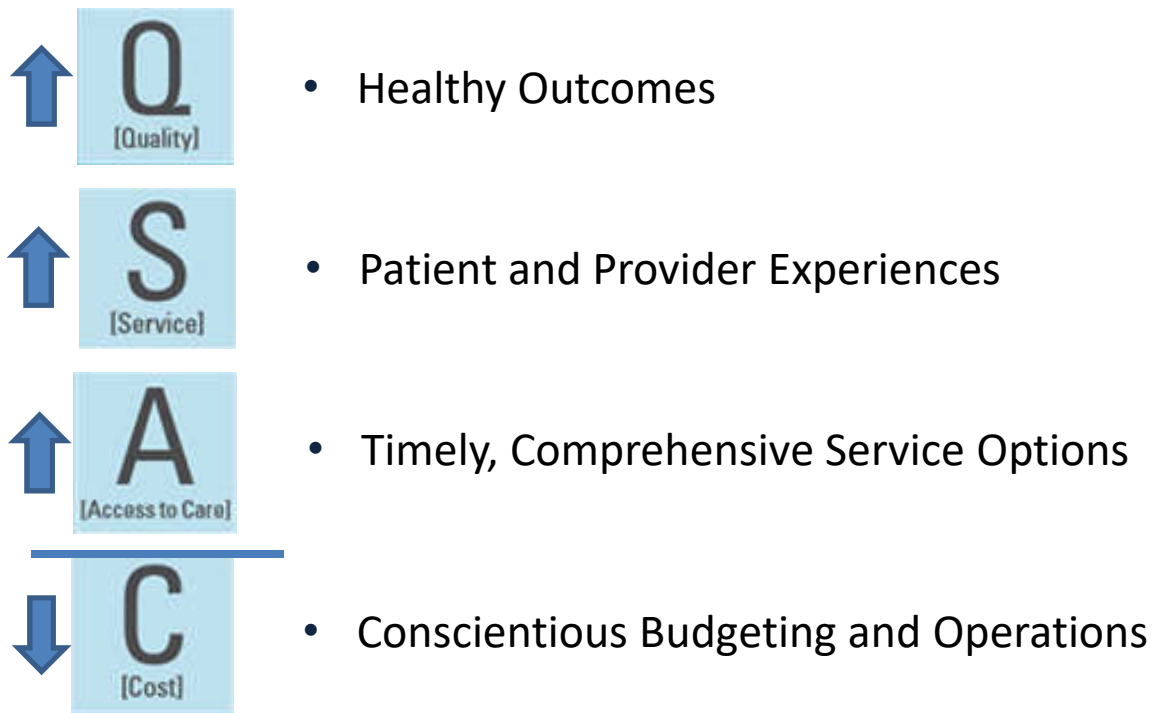 Q
[Quality]
• Healthy Outcomes
S
[Service]
• Patient and Provider Experiences
A
[Access to Care]
• Timely, Comprehensive Service Options
C
[Cost]
• Conscientious Budgeting and Operations